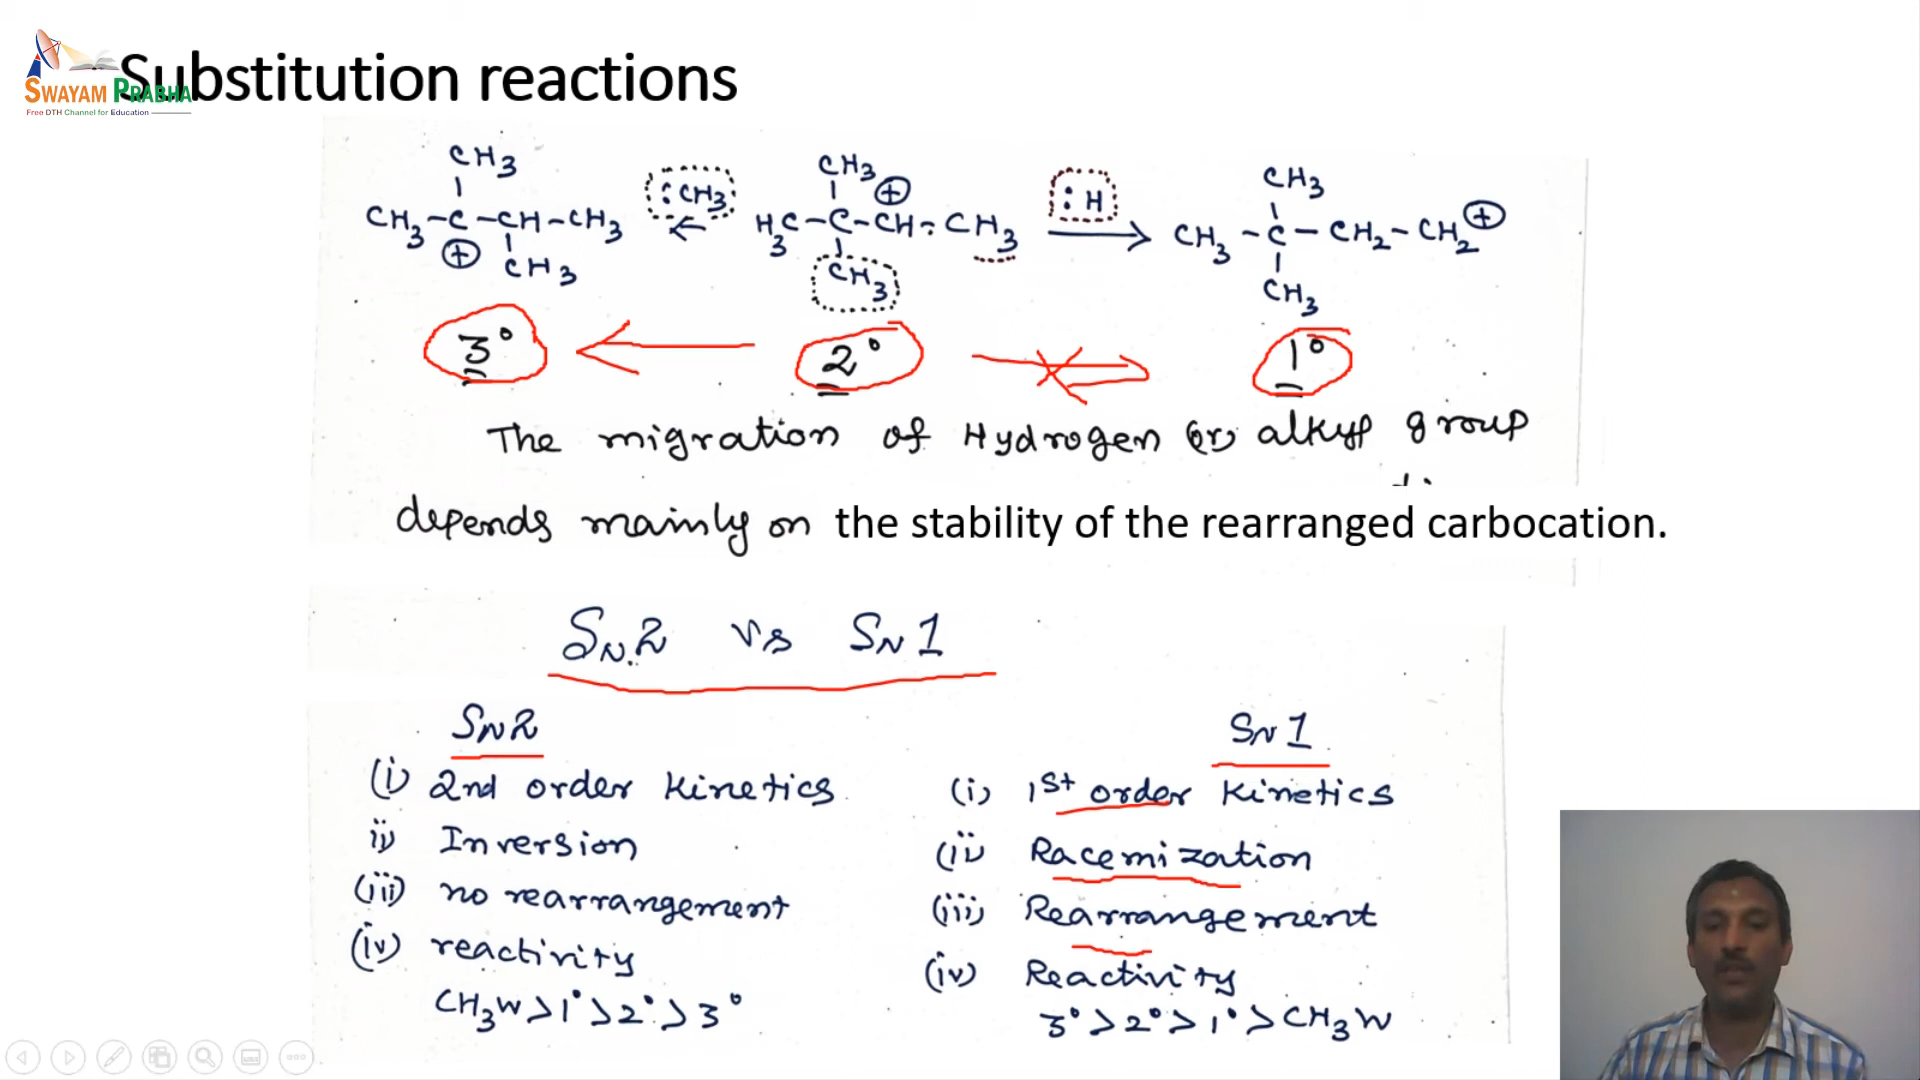 Substitution reactions
SWAYAM PRABHA
Free DTH Channel for Education
CH3 CH3 CH3
CH3-C-CH-CH3 :CH3 H3C-C-CH-CH3 :H CH3-C-CH2-CH2
⊕ CH3 ⊕ CH3 ⊕ CH3
3° 2° 1°
The migration of Hydrogen (or) alkyl group
depends mainly on the stability of the rearranged carbocation.
SN2 vs SN1
SN2
(i) 2nd order kinetics
ii) Inversion
(iii) no rearrangement
(iv) reactivity
CH3W > 1° > 2° > 3°
SN1
(i) 1st order kinetics
(ii) Racemization
(iii) Rearrangement
(iv) Reactivity
3° > 2° > 1° > CH3W